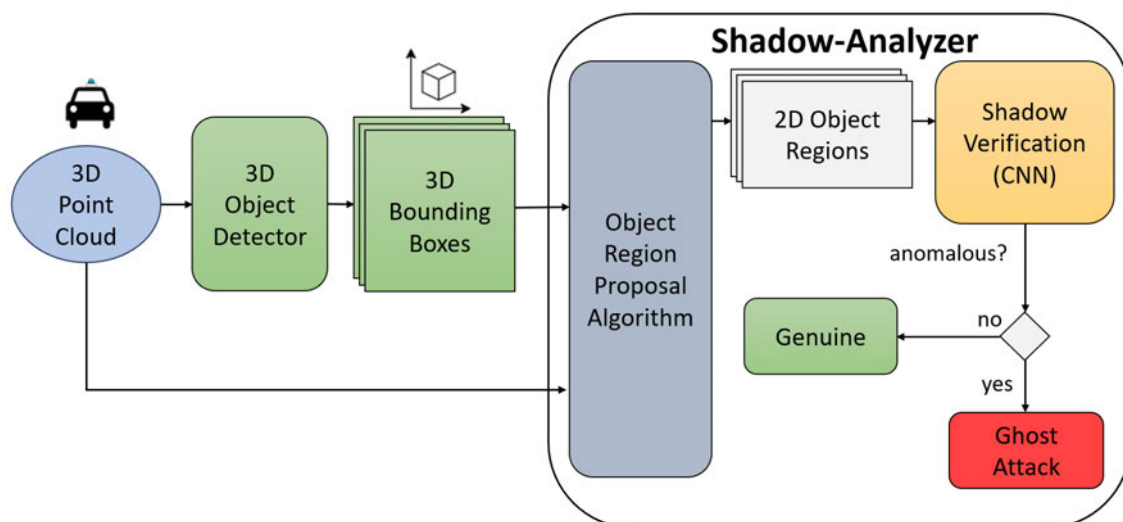 Shadow-Analyzer
3D
Point
Cloud
3D
Object
Detector
3D
Bounding
Boxes
Object
Region
Proposal
Algorithm
2D Object
Regions
Shadow
Verification
(CNN)
anomalous?
no
Genuine
yes
Ghost
Attack